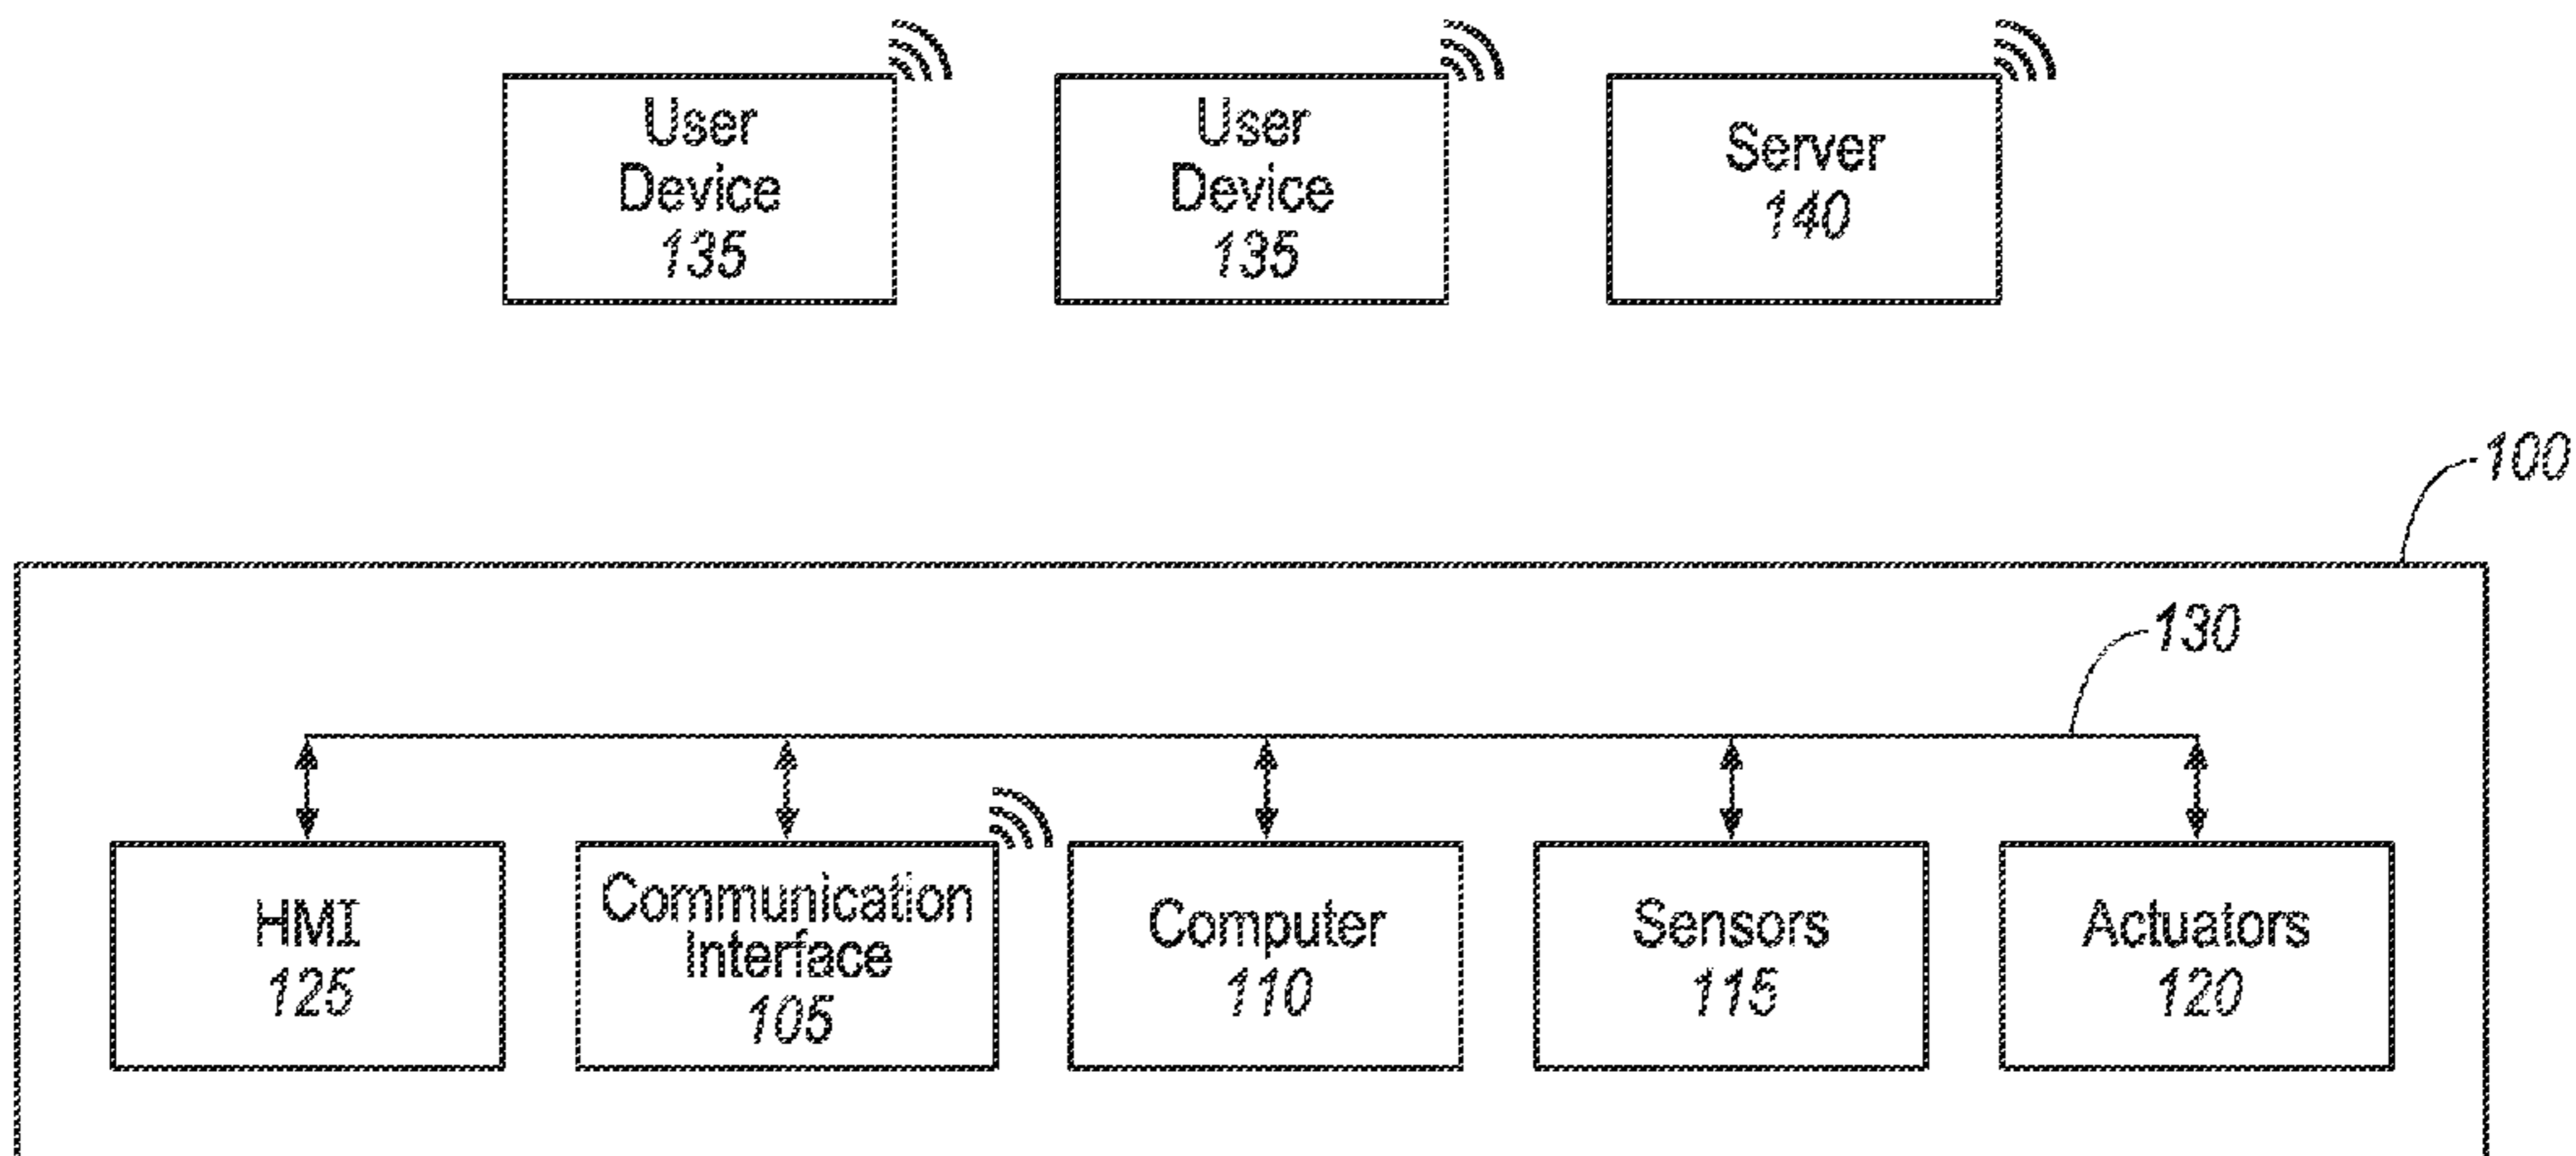 User
Device
135
User
Device
135
Server
140
100
130
HMI
125
Communication
Interface
105
Computer
110
Sensors
115
Actuators
120